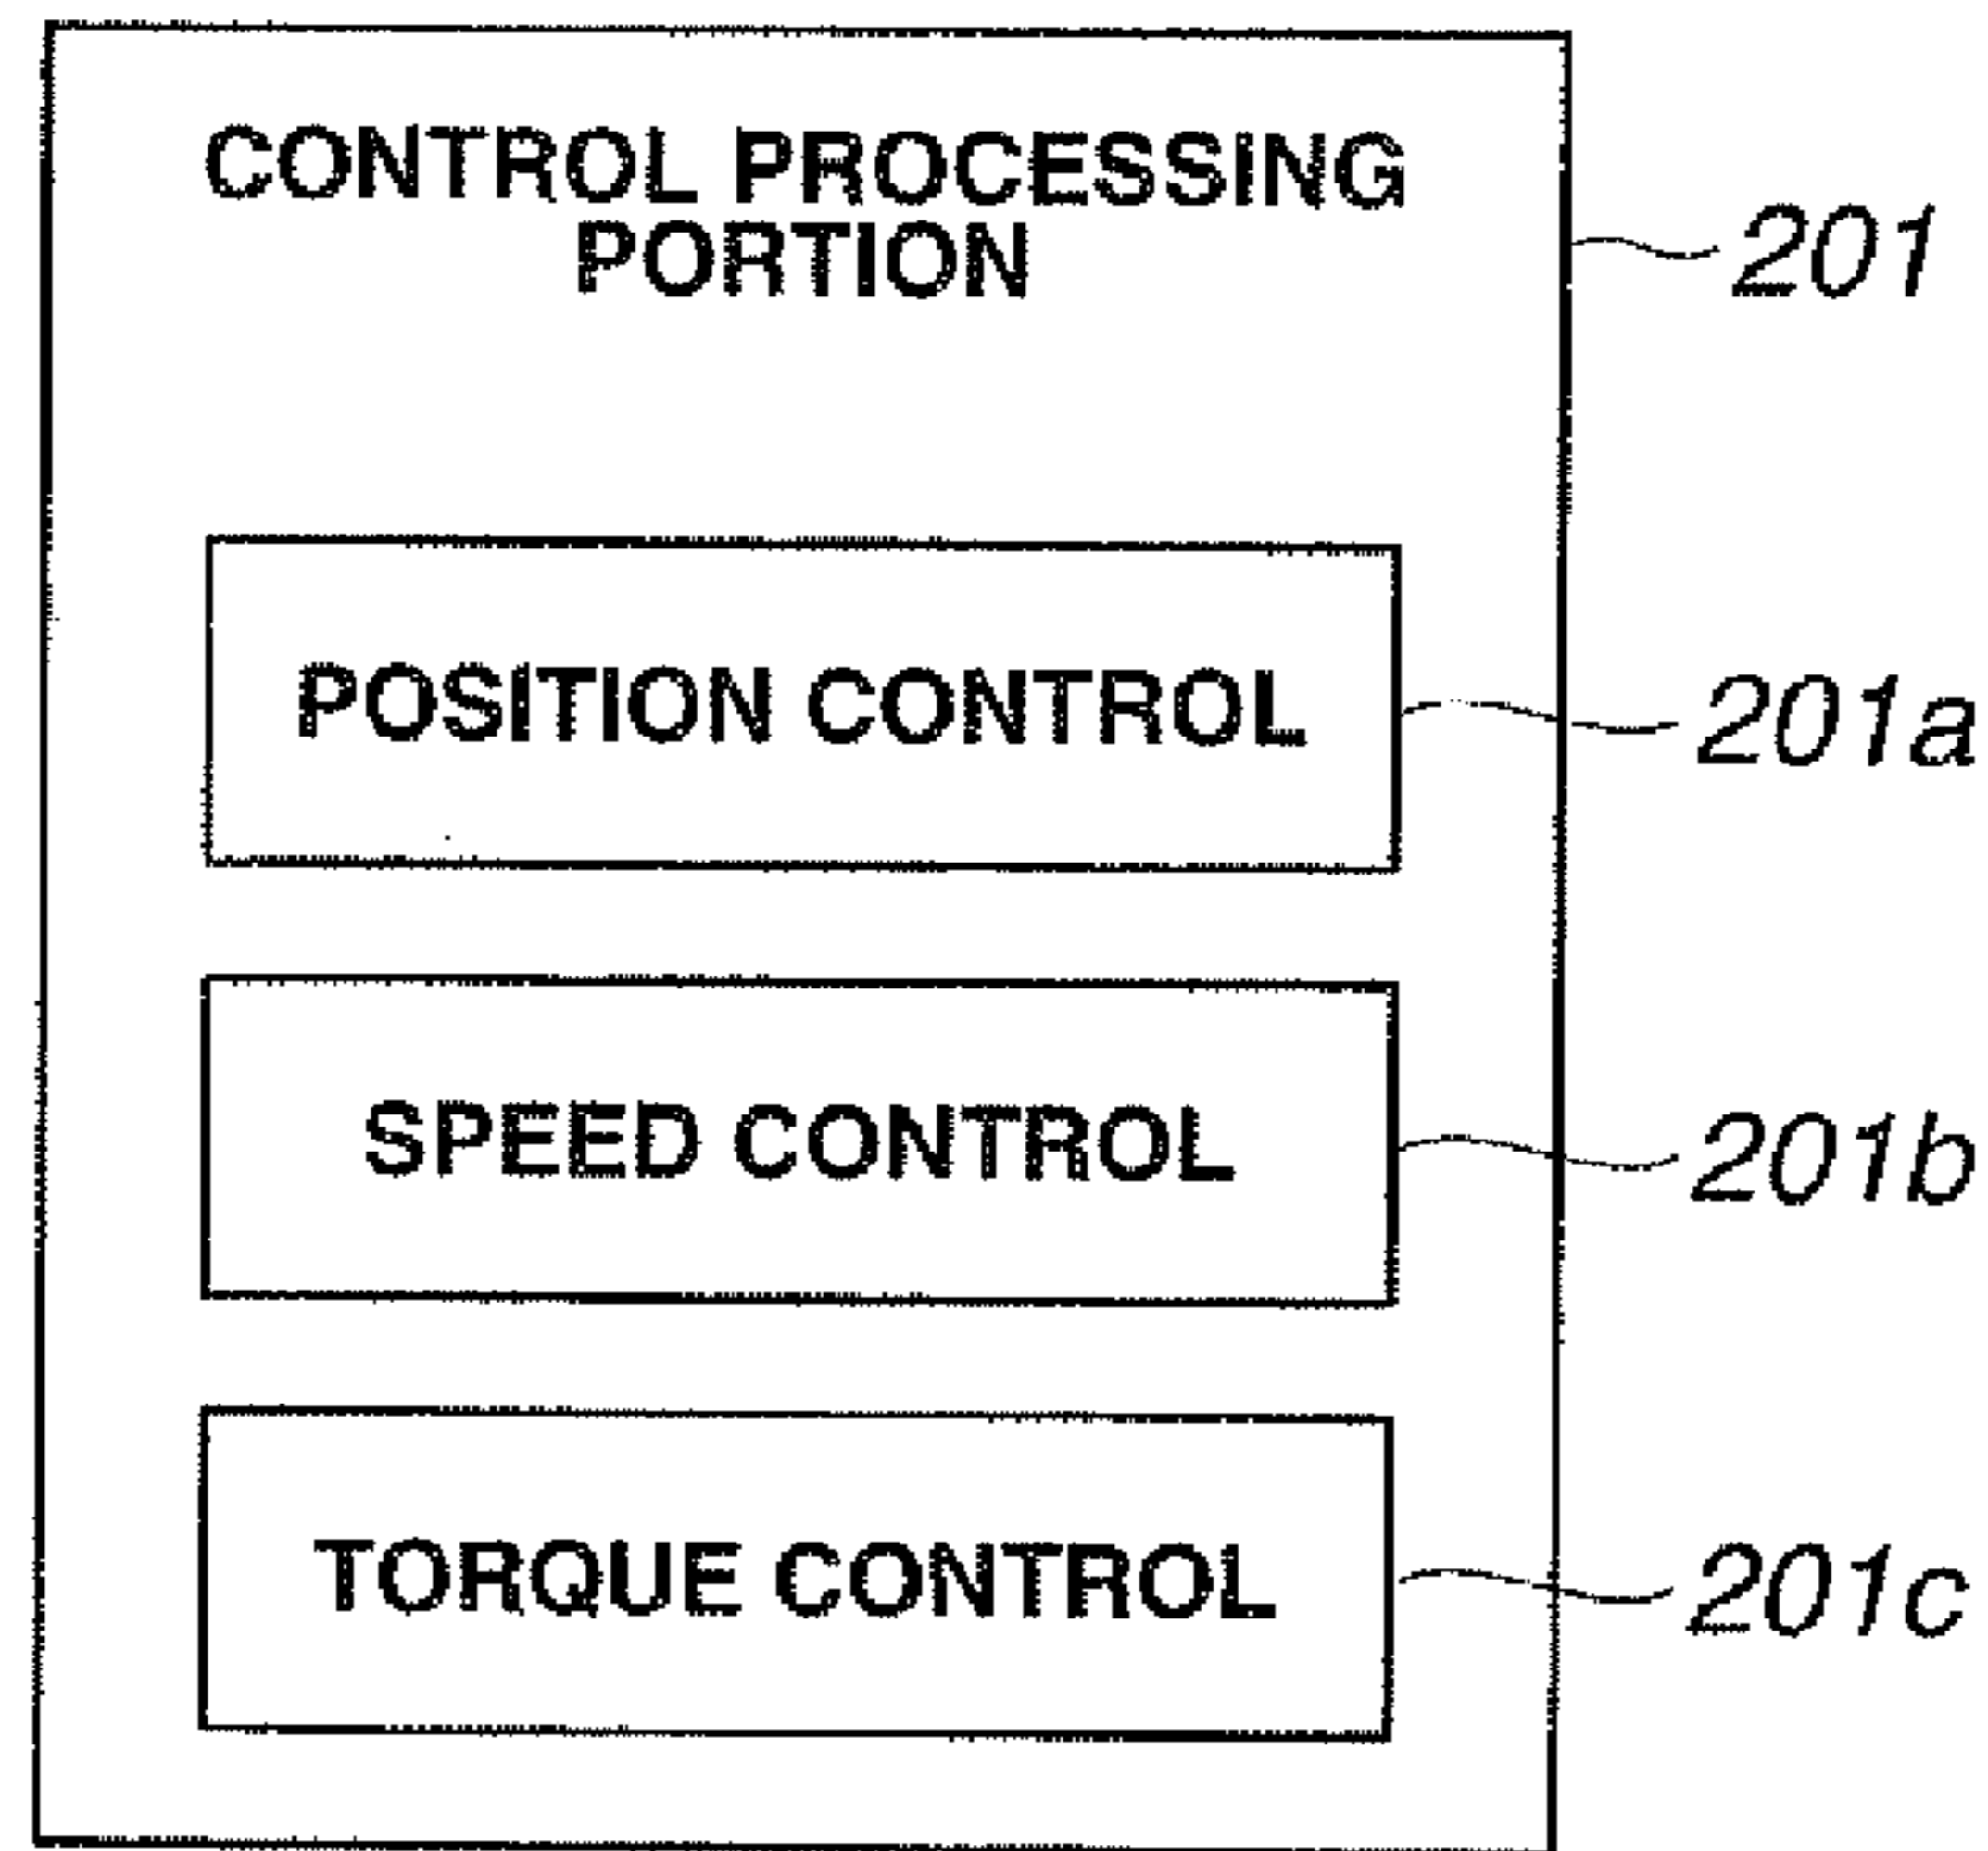 CONTROL PROCESSING
PORTION
201
POSITION CONTROL
201a
SPEED CONTROL
201b
TORQUE CONTROL
201c